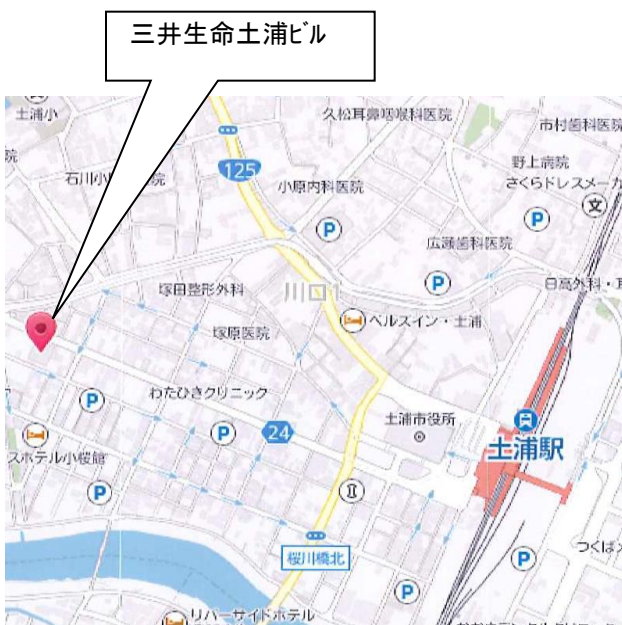 三井生命土浦ビル
土浦小
久松耳鼻咽喉科医院
市村歯科医院
院
石川小
院
125
小原内科医院
野上病院
さくらドレスメーカ
文
P
P
広瀬歯科医院
P
塚田整形外科
川口1
日高外科・耳
ベルズイン・土浦
塚原医院
わたひきクリニック
P
P
24
土浦市役所
土浦駅
スホテル小桜館
P
桜川橋北
つくば
P
P
リバーサイドホテル